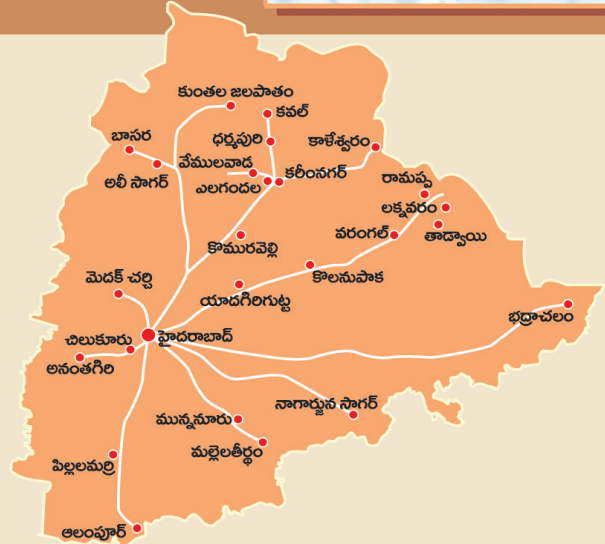 కుంతల జలపాతం
కవల్
బాసర
ధర్మపురి
కాళేశ్వరం
వేములవాడ
అలీ సాగర్
ఎలగందల
కరీంనగర్
రామప్ప
లక్నవరం
కొమురవెల్లి
వరంగల్
తాడ్వాయి
మెదక్ చర్చి
యాదగిరిగుట్ట
కొలనుపాక
భద్రాచలం
చిలుకూరు
హైదరాబాద్
అనంతగిరి
నాగార్జున సాగర్
మున్ననూరు
మల్లెలతీర్థం
పిల్లలమర్రి
ఆలంపూర్